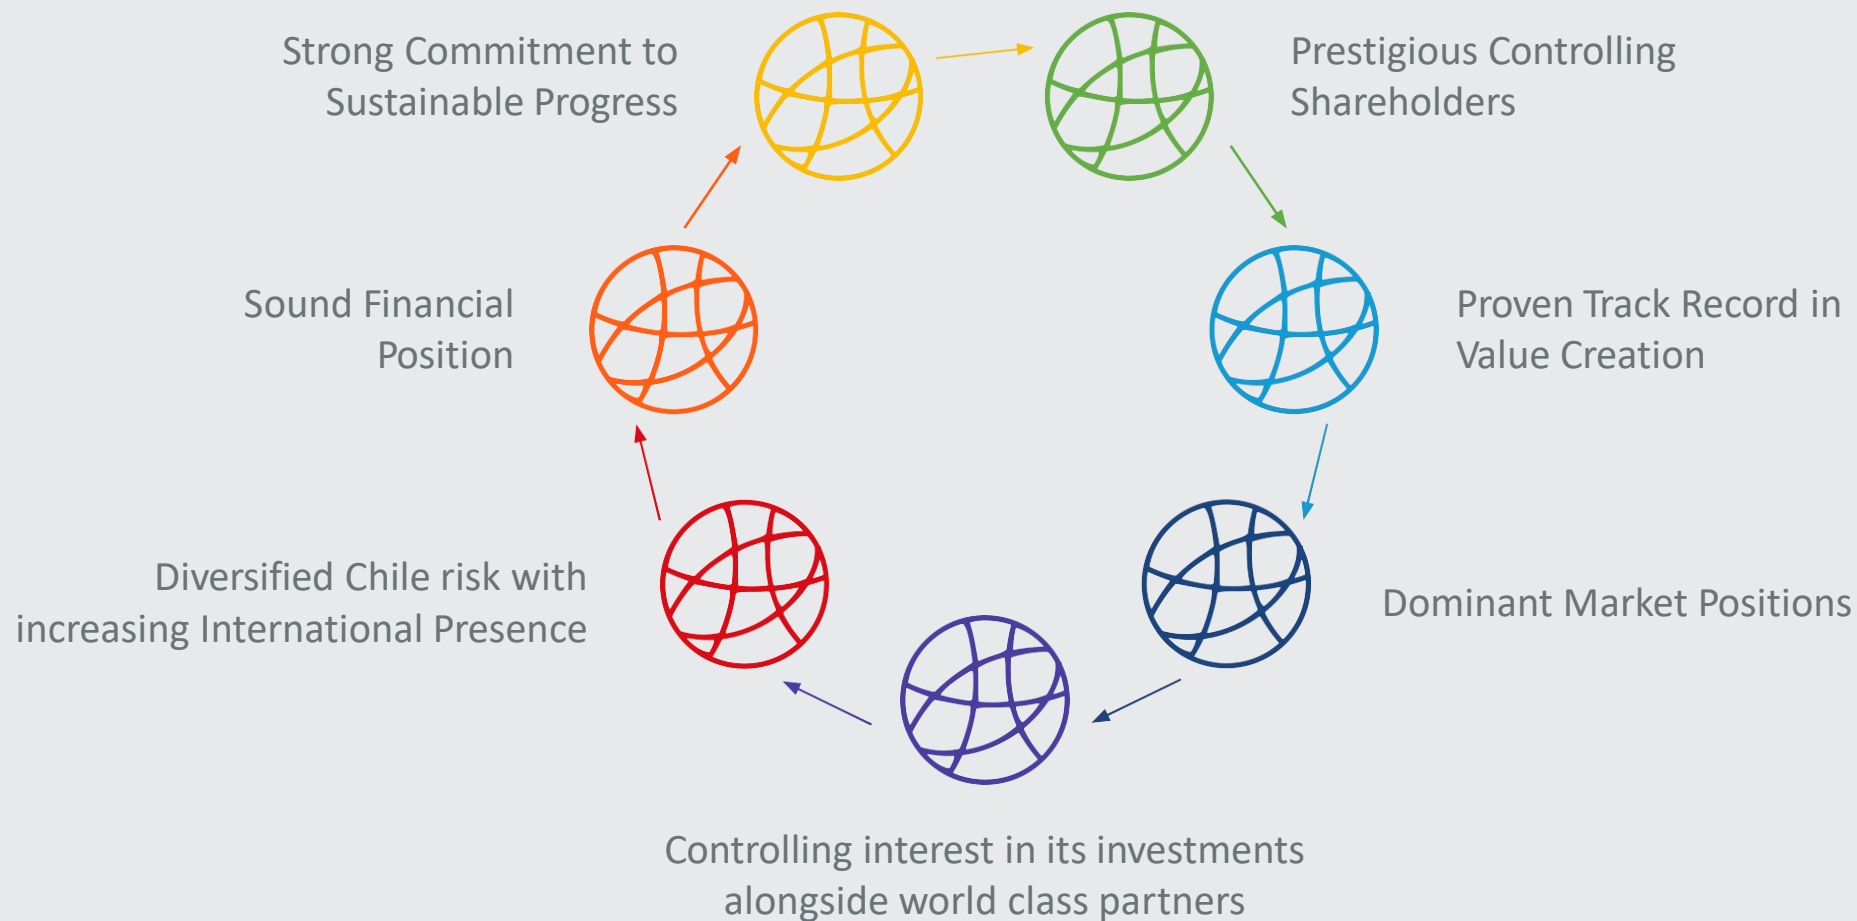 Strong Commitment to
Sustainable Progress
Prestigious Controlling
Shareholders
Sound Financial
Position
Proven Track Record in
Value Creation
Diversified Chile risk with
increasing International Presence
Dominant Market Positions
Controlling interest in its investments
alongside world class partners